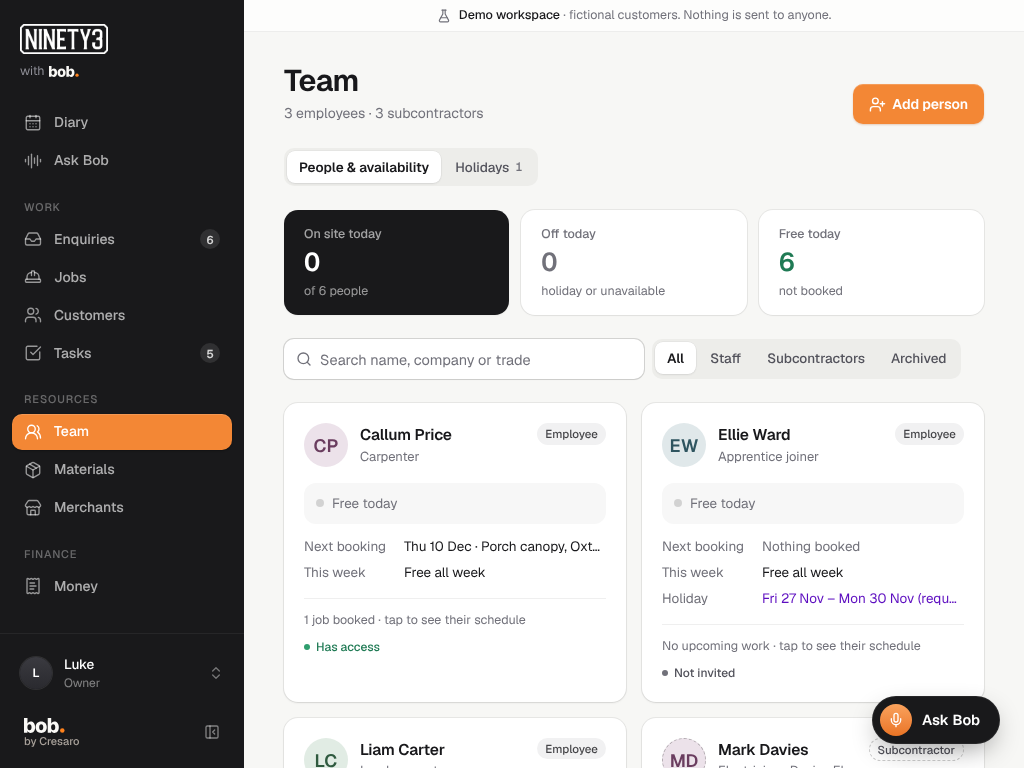 NINETY3
with bob.
Diary
Ask Bob
WORK
Enquiries 6
Jobs
Customers
Tasks 5
RESOURCES
Team
Materials
Merchants
FINANCE
Money
L
Luke
Owner
bob.
by Cresaro
Demo workspace · fictional customers. Nothing is sent to anyone.
Team
3 employees · 3 subcontractors
Add person
People & availability
Holidays 1
On site today
0
of 6 people
Off today
0
holiday or unavailable
Free today
6
not booked
Search name, company or trade
All Staff Subcontractors Archived
CP
Callum Price
Carpenter
Employee
Free today
Next booking Thu 10 Dec · Porch canopy, Oxt…
This week Free all week
1 job booked · tap to see their schedule
Has access
EW
Ellie Ward
Apprentice joiner
Employee
Free today
Next booking Nothing booked
This week Free all week
Holiday Fri 27 Nov – Mon 30 Nov (requ…
No upcoming work · tap to see their schedule
Not invited
LC
Liam Carter
Employee
MD
Mark Davies
Subcontractor
Ask Bob